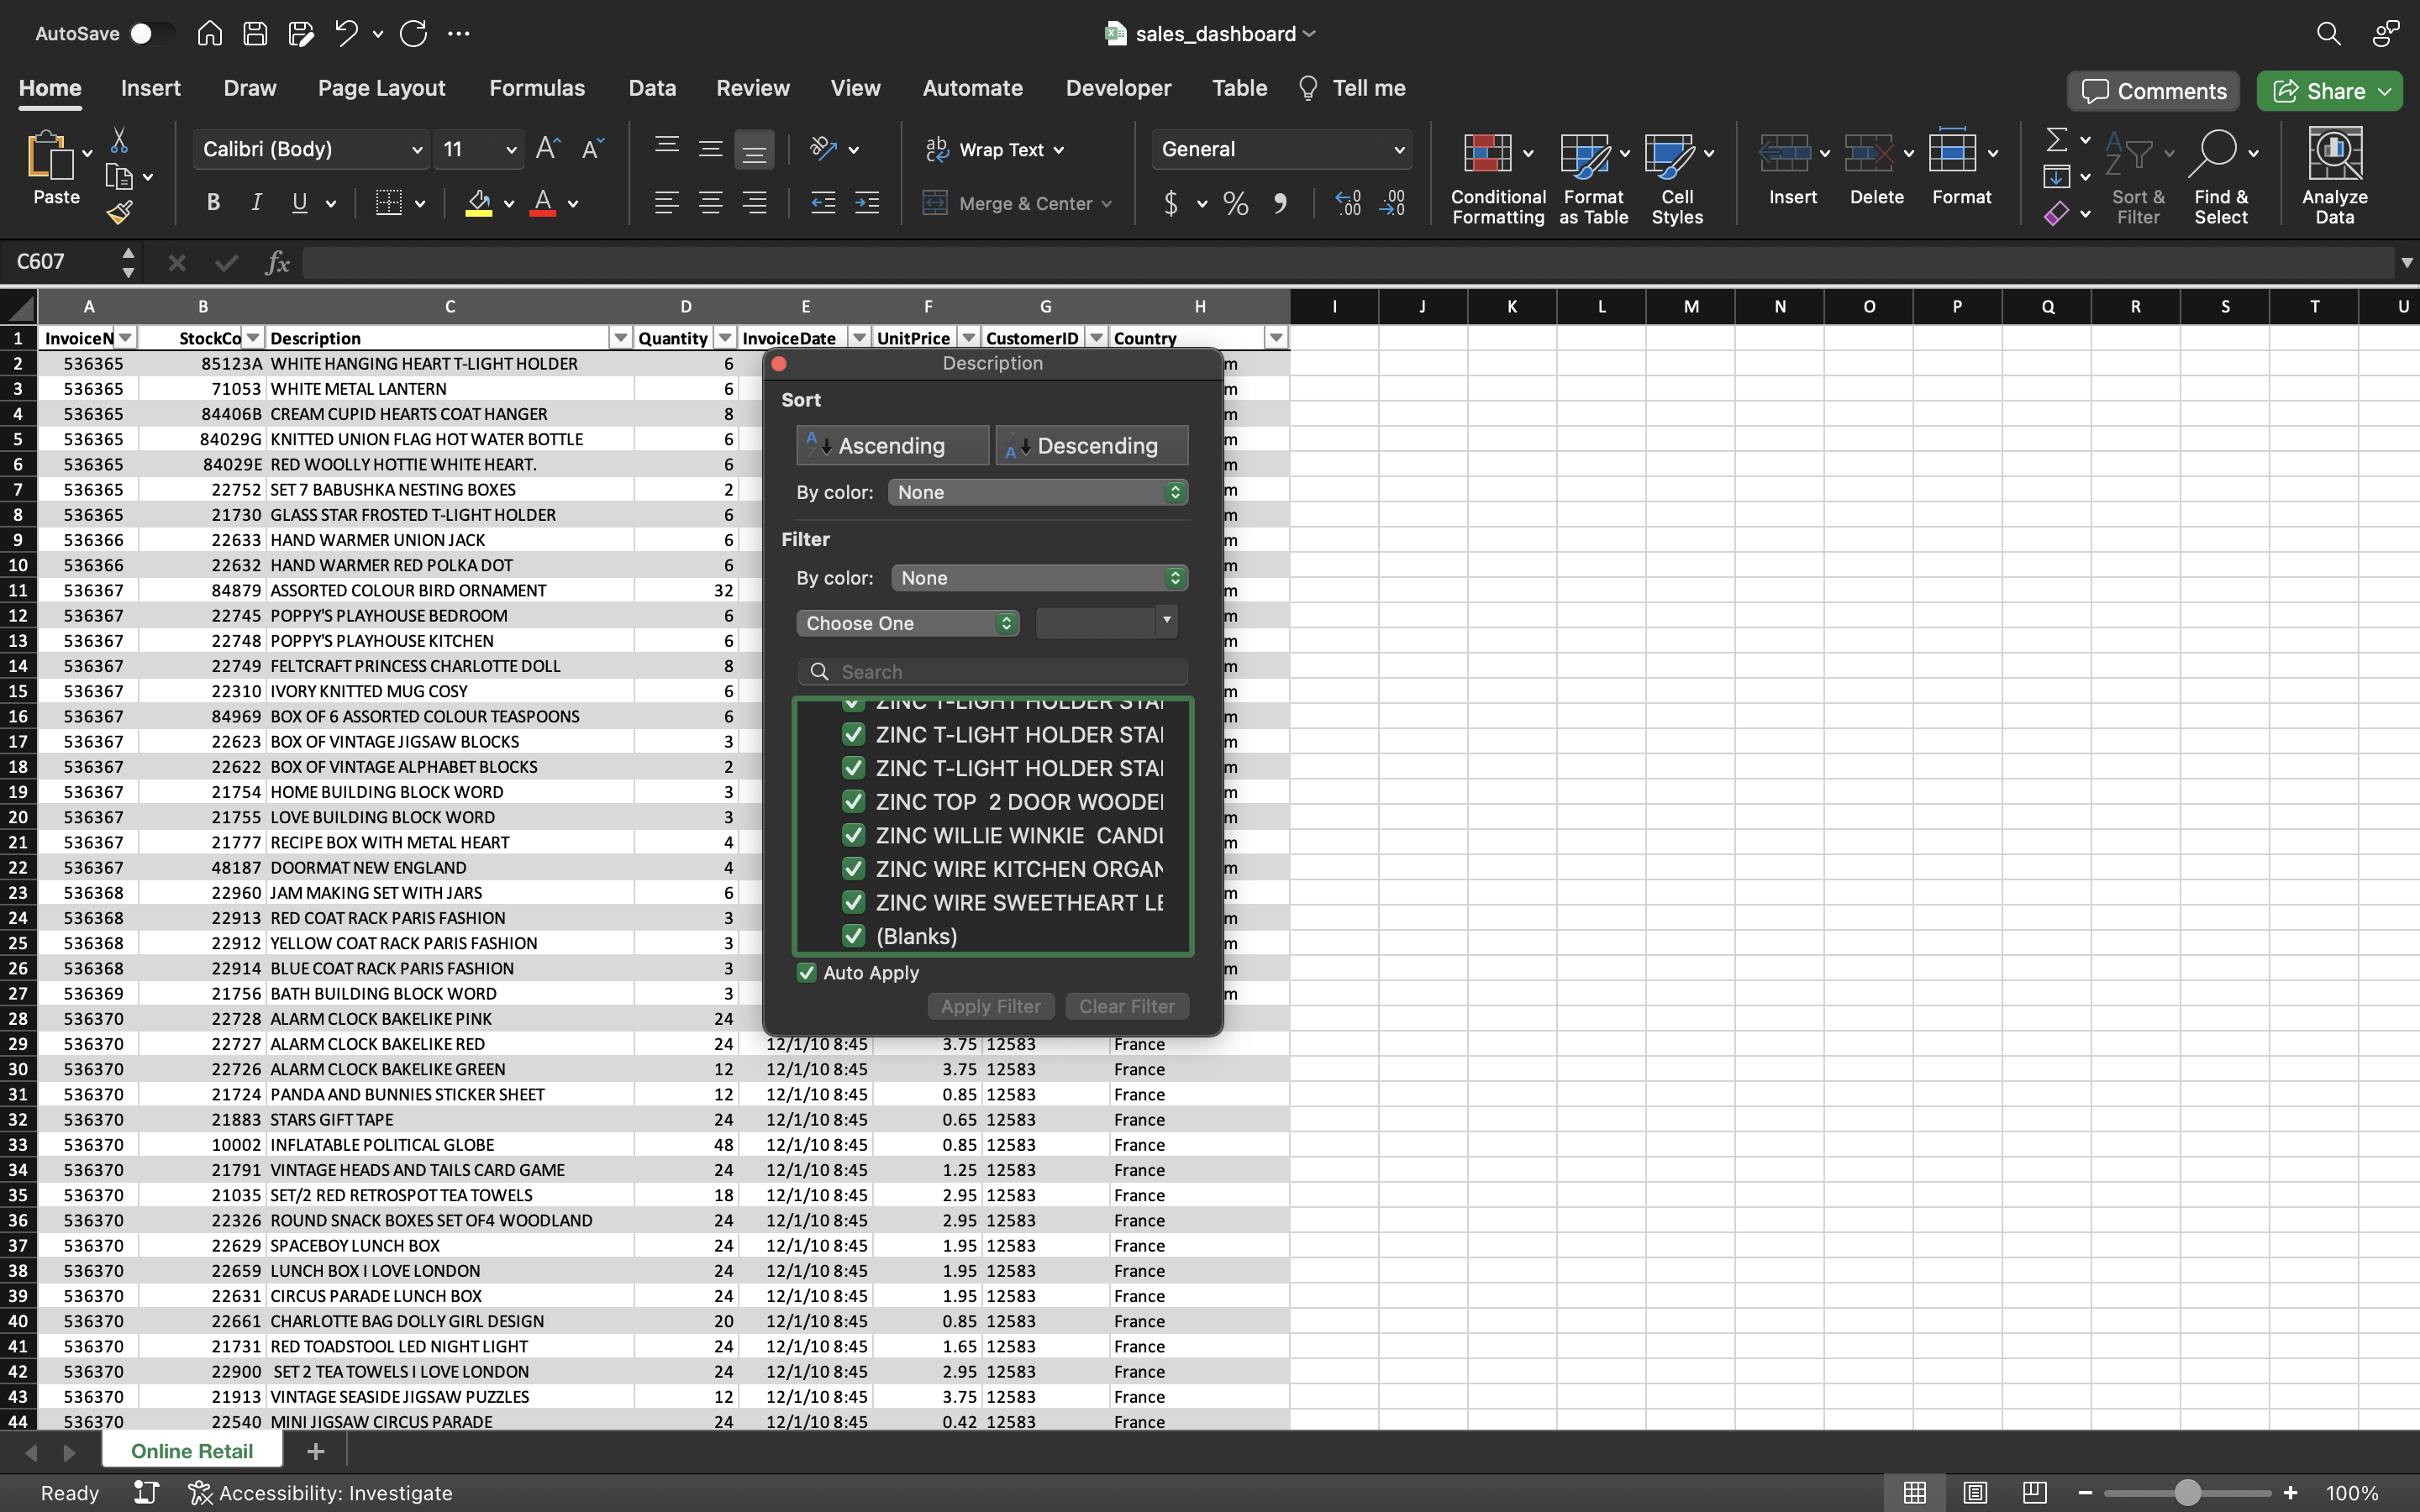 AutoSave
sales_dashboard
Home Insert Draw Page Layout Formulas Data Review View Automate Developer Table Tell me Comments Share
Calibri (Body) 11 Wrap Text General
Paste B I U Merge & Center $ % Conditional Formatting Format as Table Cell Styles Insert Delete Format Sort & Filter Find & Select Analyze Data
C607 fx
A B C D E F G H I J K L M N O P Q R S T U
1 InvoiceN StockCo Description Quantity InvoiceDate UnitPrice CustomerID Country
2 536365 85123A WHITE HANGING HEART T-LIGHT HOLDER 6 m
3 536365 71053 WHITE METAL LANTERN 6 m
4 536365 84406B CREAM CUPID HEARTS COAT HANGER 8 m
5 536365 84029G KNITTED UNION FLAG HOT WATER BOTTLE 6 m
6 536365 84029E RED WOOLLY HOTTIE WHITE HEART. 6 m
7 536365 22752 SET 7 BABUSHKA NESTING BOXES 2 m
8 536365 21730 GLASS STAR FROSTED T-LIGHT HOLDER 6 m
9 536366 22633 HAND WARMER UNION JACK 6 m
10 536366 22632 HAND WARMER RED POLKA DOT 6 m
11 536367 84879 ASSORTED COLOUR BIRD ORNAMENT 32 m
12 536367 22745 POPPY'S PLAYHOUSE BEDROOM 6 m
13 536367 22748 POPPY'S PLAYHOUSE KITCHEN 6 m
14 536367 22749 FELTCRAFT PRINCESS CHARLOTTE DOLL 8 m
15 536367 22310 IVORY KNITTED MUG COSY 6 m
16 536367 84969 BOX OF 6 ASSORTED COLOUR TEASPOONS 6 m
17 536367 22623 BOX OF VINTAGE JIGSAW BLOCKS 3 m
18 536367 22622 BOX OF VINTAGE ALPHABET BLOCKS 2 m
19 536367 21754 HOME BUILDING BLOCK WORD 3 m
20 536367 21755 LOVE BUILDING BLOCK WORD 3 m
21 536367 21777 RECIPE BOX WITH METAL HEART 4 m
22 536367 48187 DOORMAT NEW ENGLAND 4 m
23 536368 22960 JAM MAKING SET WITH JARS 6 m
24 536368 22913 RED COAT RACK PARIS FASHION 3 m
25 536368 22912 YELLOW COAT RACK PARIS FASHION 3 m
26 536368 22914 BLUE COAT RACK PARIS FASHION 3 m
27 536369 21756 BATH BUILDING BLOCK WORD 3 m
28 536370 22728 ALARM CLOCK BAKELIKE PINK 24
29 536370 22727 ALARM CLOCK BAKELIKE RED 24 12/1/10 8:45 3.75 12583 France
30 536370 22726 ALARM CLOCK BAKELIKE GREEN 12 12/1/10 8:45 3.75 12583 France
31 536370 21724 PANDA AND BUNNIES STICKER SHEET 12 12/1/10 8:45 0.85 12583 France
32 536370 21883 STARS GIFT TAPE 24 12/1/10 8:45 0.65 12583 France
33 536370 10002 INFLATABLE POLITICAL GLOBE 48 12/1/10 8:45 0.85 12583 France
34 536370 21791 VINTAGE HEADS AND TAILS CARD GAME 24 12/1/10 8:45 1.25 12583 France
35 536370 21035 SET/2 RED RETROSPOT TEA TOWELS 18 12/1/10 8:45 2.95 12583 France
36 536370 22326 ROUND SNACK BOXES SET OF4 WOODLAND 24 12/1/10 8:45 2.95 12583 France
37 536370 22629 SPACEBOY LUNCH BOX 24 12/1/10 8:45 1.95 12583 France
38 536370 22659 LUNCH BOX I LOVE LONDON 24 12/1/10 8:45 1.95 12583 France
39 536370 22631 CIRCUS PARADE LUNCH BOX 24 12/1/10 8:45 1.95 12583 France
40 536370 22661 CHARLOTTE BAG DOLLY GIRL DESIGN 20 12/1/10 8:45 0.85 12583 France
41 536370 21731 RED TOADSTOOL LED NIGHT LIGHT 24 12/1/10 8:45 1.65 12583 France
42 536370 22900 SET 2 TEA TOWELS I LOVE LONDON 24 12/1/10 8:45 2.95 12583 France
43 536370 21913 VINTAGE SEASIDE JIGSAW PUZZLES 12 12/1/10 8:45 3.75 12583 France
44 536370 22540 MINI JIGSAW CIRCUS PARADE 24 12/1/10 8:45 0.42 12583 France
Description
Sort
Ascending Descending
By color: None
Filter
By color: None
Choose One
Search
ZINC T-LIGHT HOLDER STA
ZINC T-LIGHT HOLDER STA
ZINC T-LIGHT HOLDER STA
ZINC TOP 2 DOOR WOODE
ZINC WILLIE WINKIE CAND
ZINC WIRE KITCHEN ORGAN
ZINC WIRE SWEETHEART LE
(Blanks)
Auto Apply
Apply Filter Clear Filter
Online Retail
Ready Accessibility: Investigate 100%